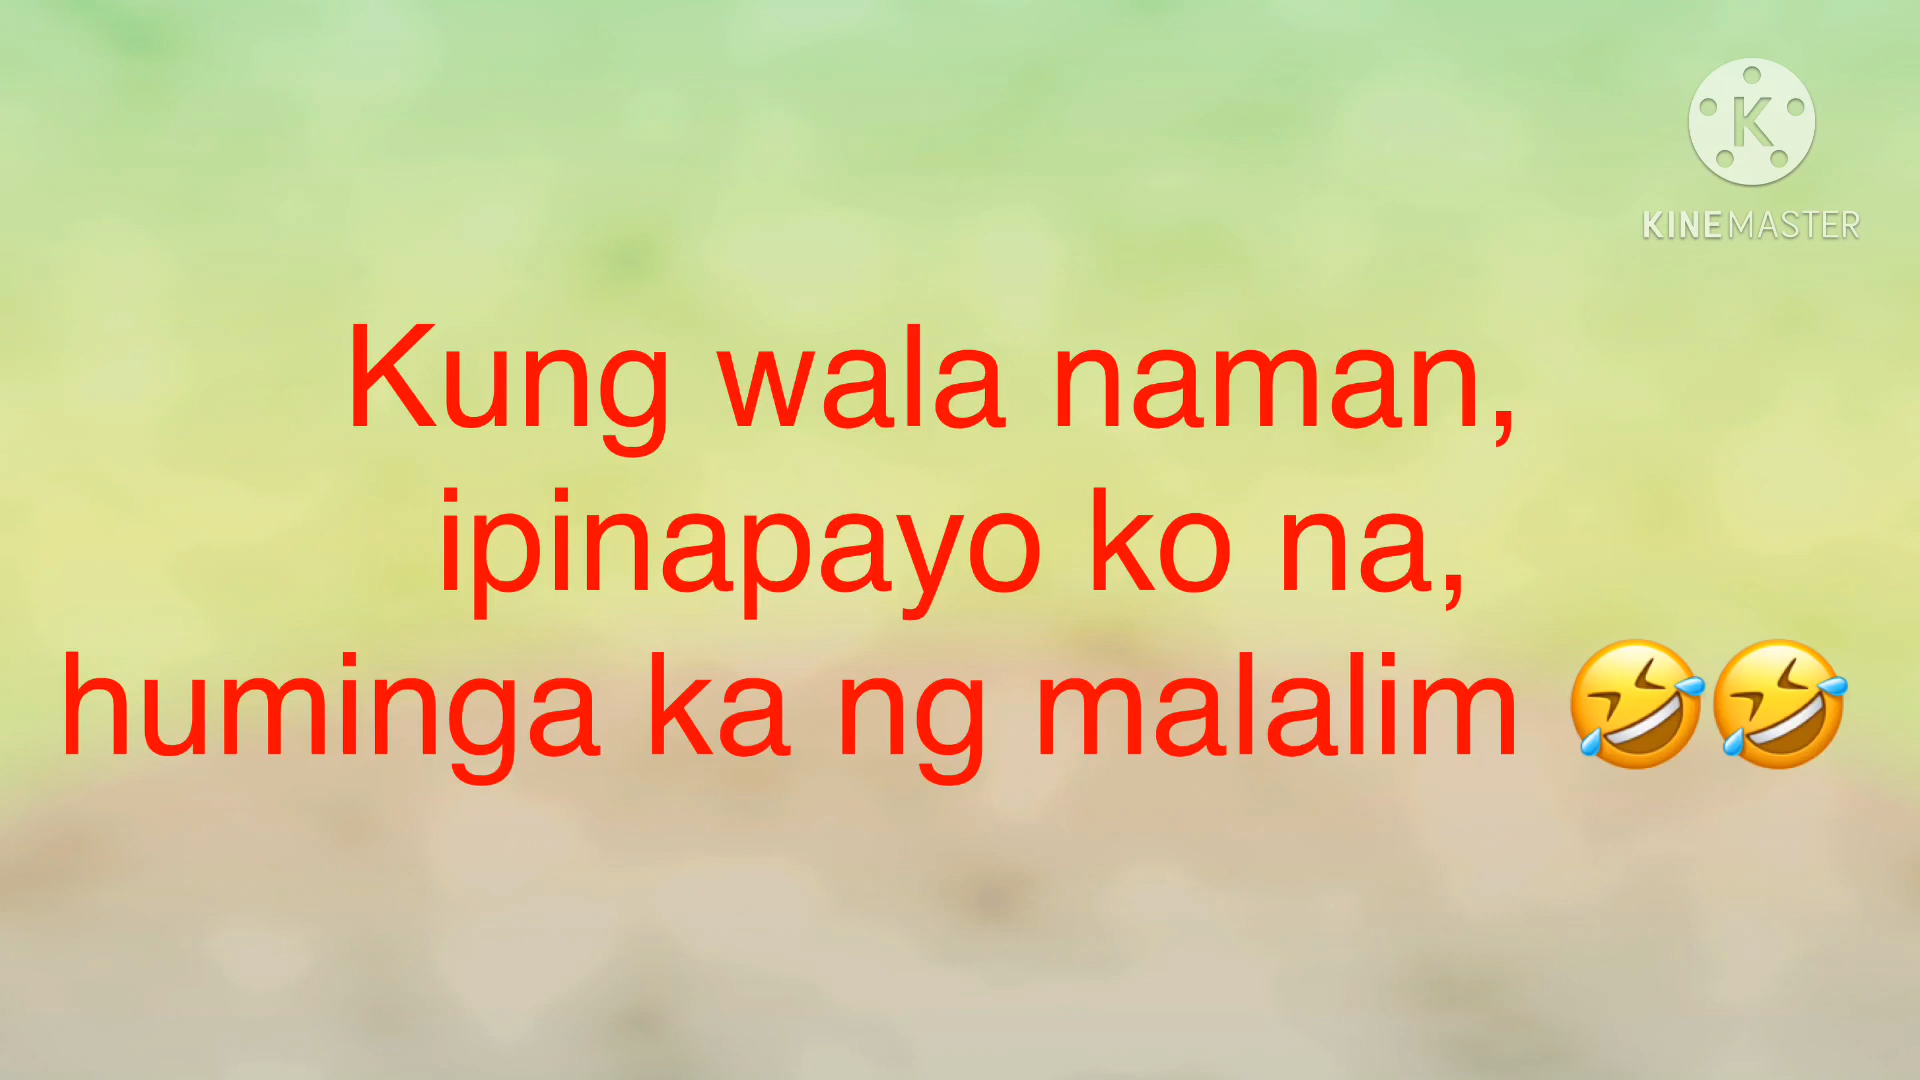 K
KINEMASTER
Kung wala naman,
ipinapayo ko na,
huminga ka ng malalim 🤣🤣